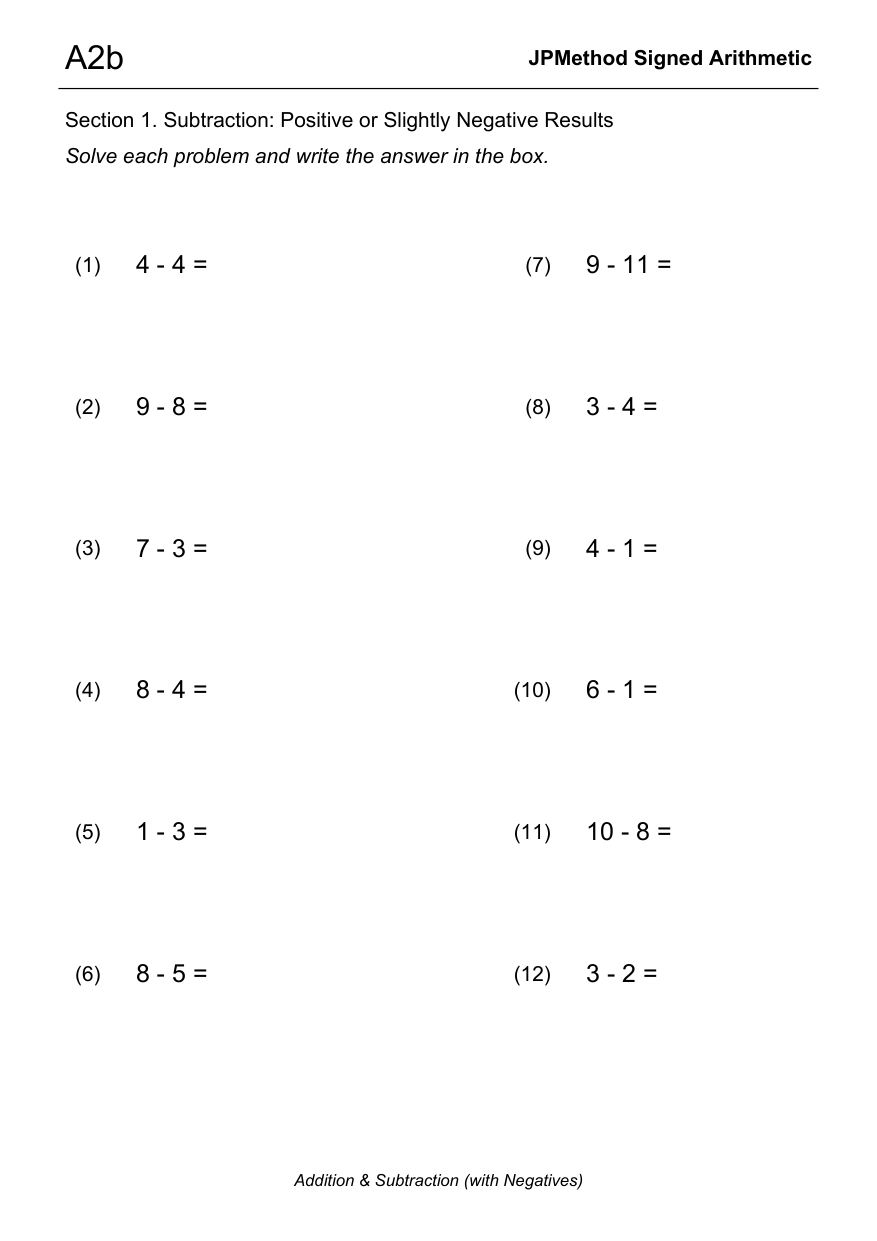 A2b
JPMethod Signed Arithmetic
Section 1. Subtraction: Positive or Slightly Negative Results
Solve each problem and write the answer in the box.
(1) 4 - 4 =
(2) 9 - 8 =
(3) 7 - 3 =
(4) 8 - 4 =
(5) 1 - 3 =
(6) 8 - 5 =
(7) 9 - 11 =
(8) 3 - 4 =
(9) 4 - 1 =
(10) 6 - 1 =
(11) 10 - 8 =
(12) 3 - 2 =
Addition & Subtraction (with Negatives)